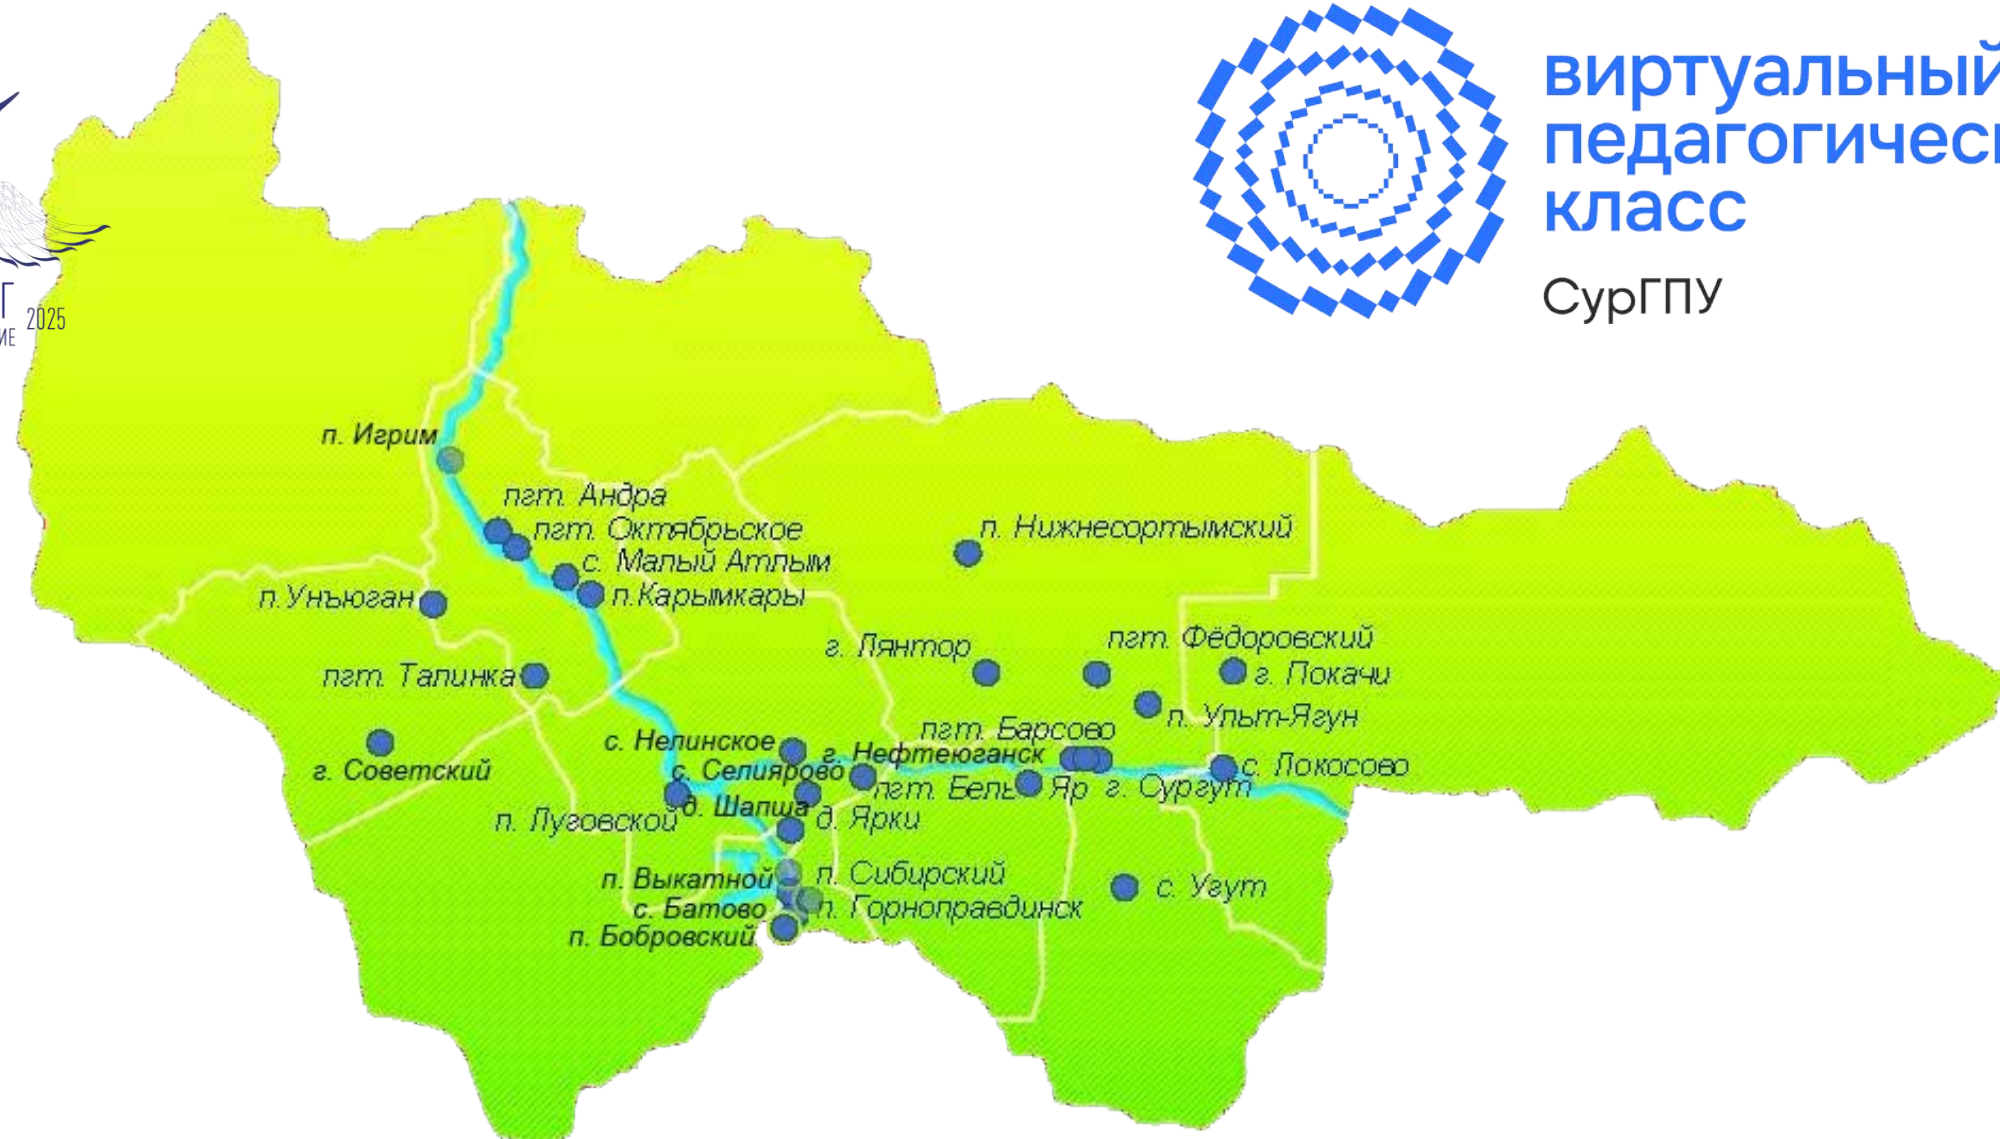 виртуальный
педагогичес
класс
СурГПУ
Г
2025
ИЕ
п. Игрим
пгт. Андра
пгт. Октябрьское
п. Нижнесортымский
с. Малый Атлым
п.Унъюган
п.Карымкары
г. Лянтор
пгт. Фёдоровский
пгт. Талинка
г. Покачи
п. Ульт-Ягун
пгт. Барсово
с. Нелинское
г. Нефтеюганск
г. Советский
с. Селиярово
с. Локосово
пгт. Бель Яр
г. Сургут
д. Шапша
п. Луговской
д. Ярки
п. Выкатной
п. Сибирский
с. Угут
с. Батово
п. Горноправдинск
п. Бобровский